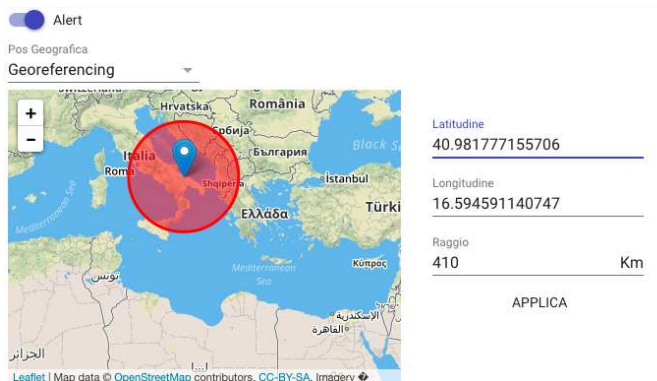 Alert
Pos Geografica
Georeferencing
+
−
Hrvatska
România
Србија
Italia
България
Black S
Roma
Shqipëria
İstanbul
Ελλάδα
Türki
Mediterranean Sea
Κύπρος
Mediterranean
Sea
تونس
الإسكندرية
القاهرة
الجزائر
ليبيا
Leaflet | Map data © OpenStreetMap contributors, CC-BY-SA, Imagery �
Latitudine
40.981777155706
Longitudine
16.594591140747
Raggio
410 Km
APPLICA